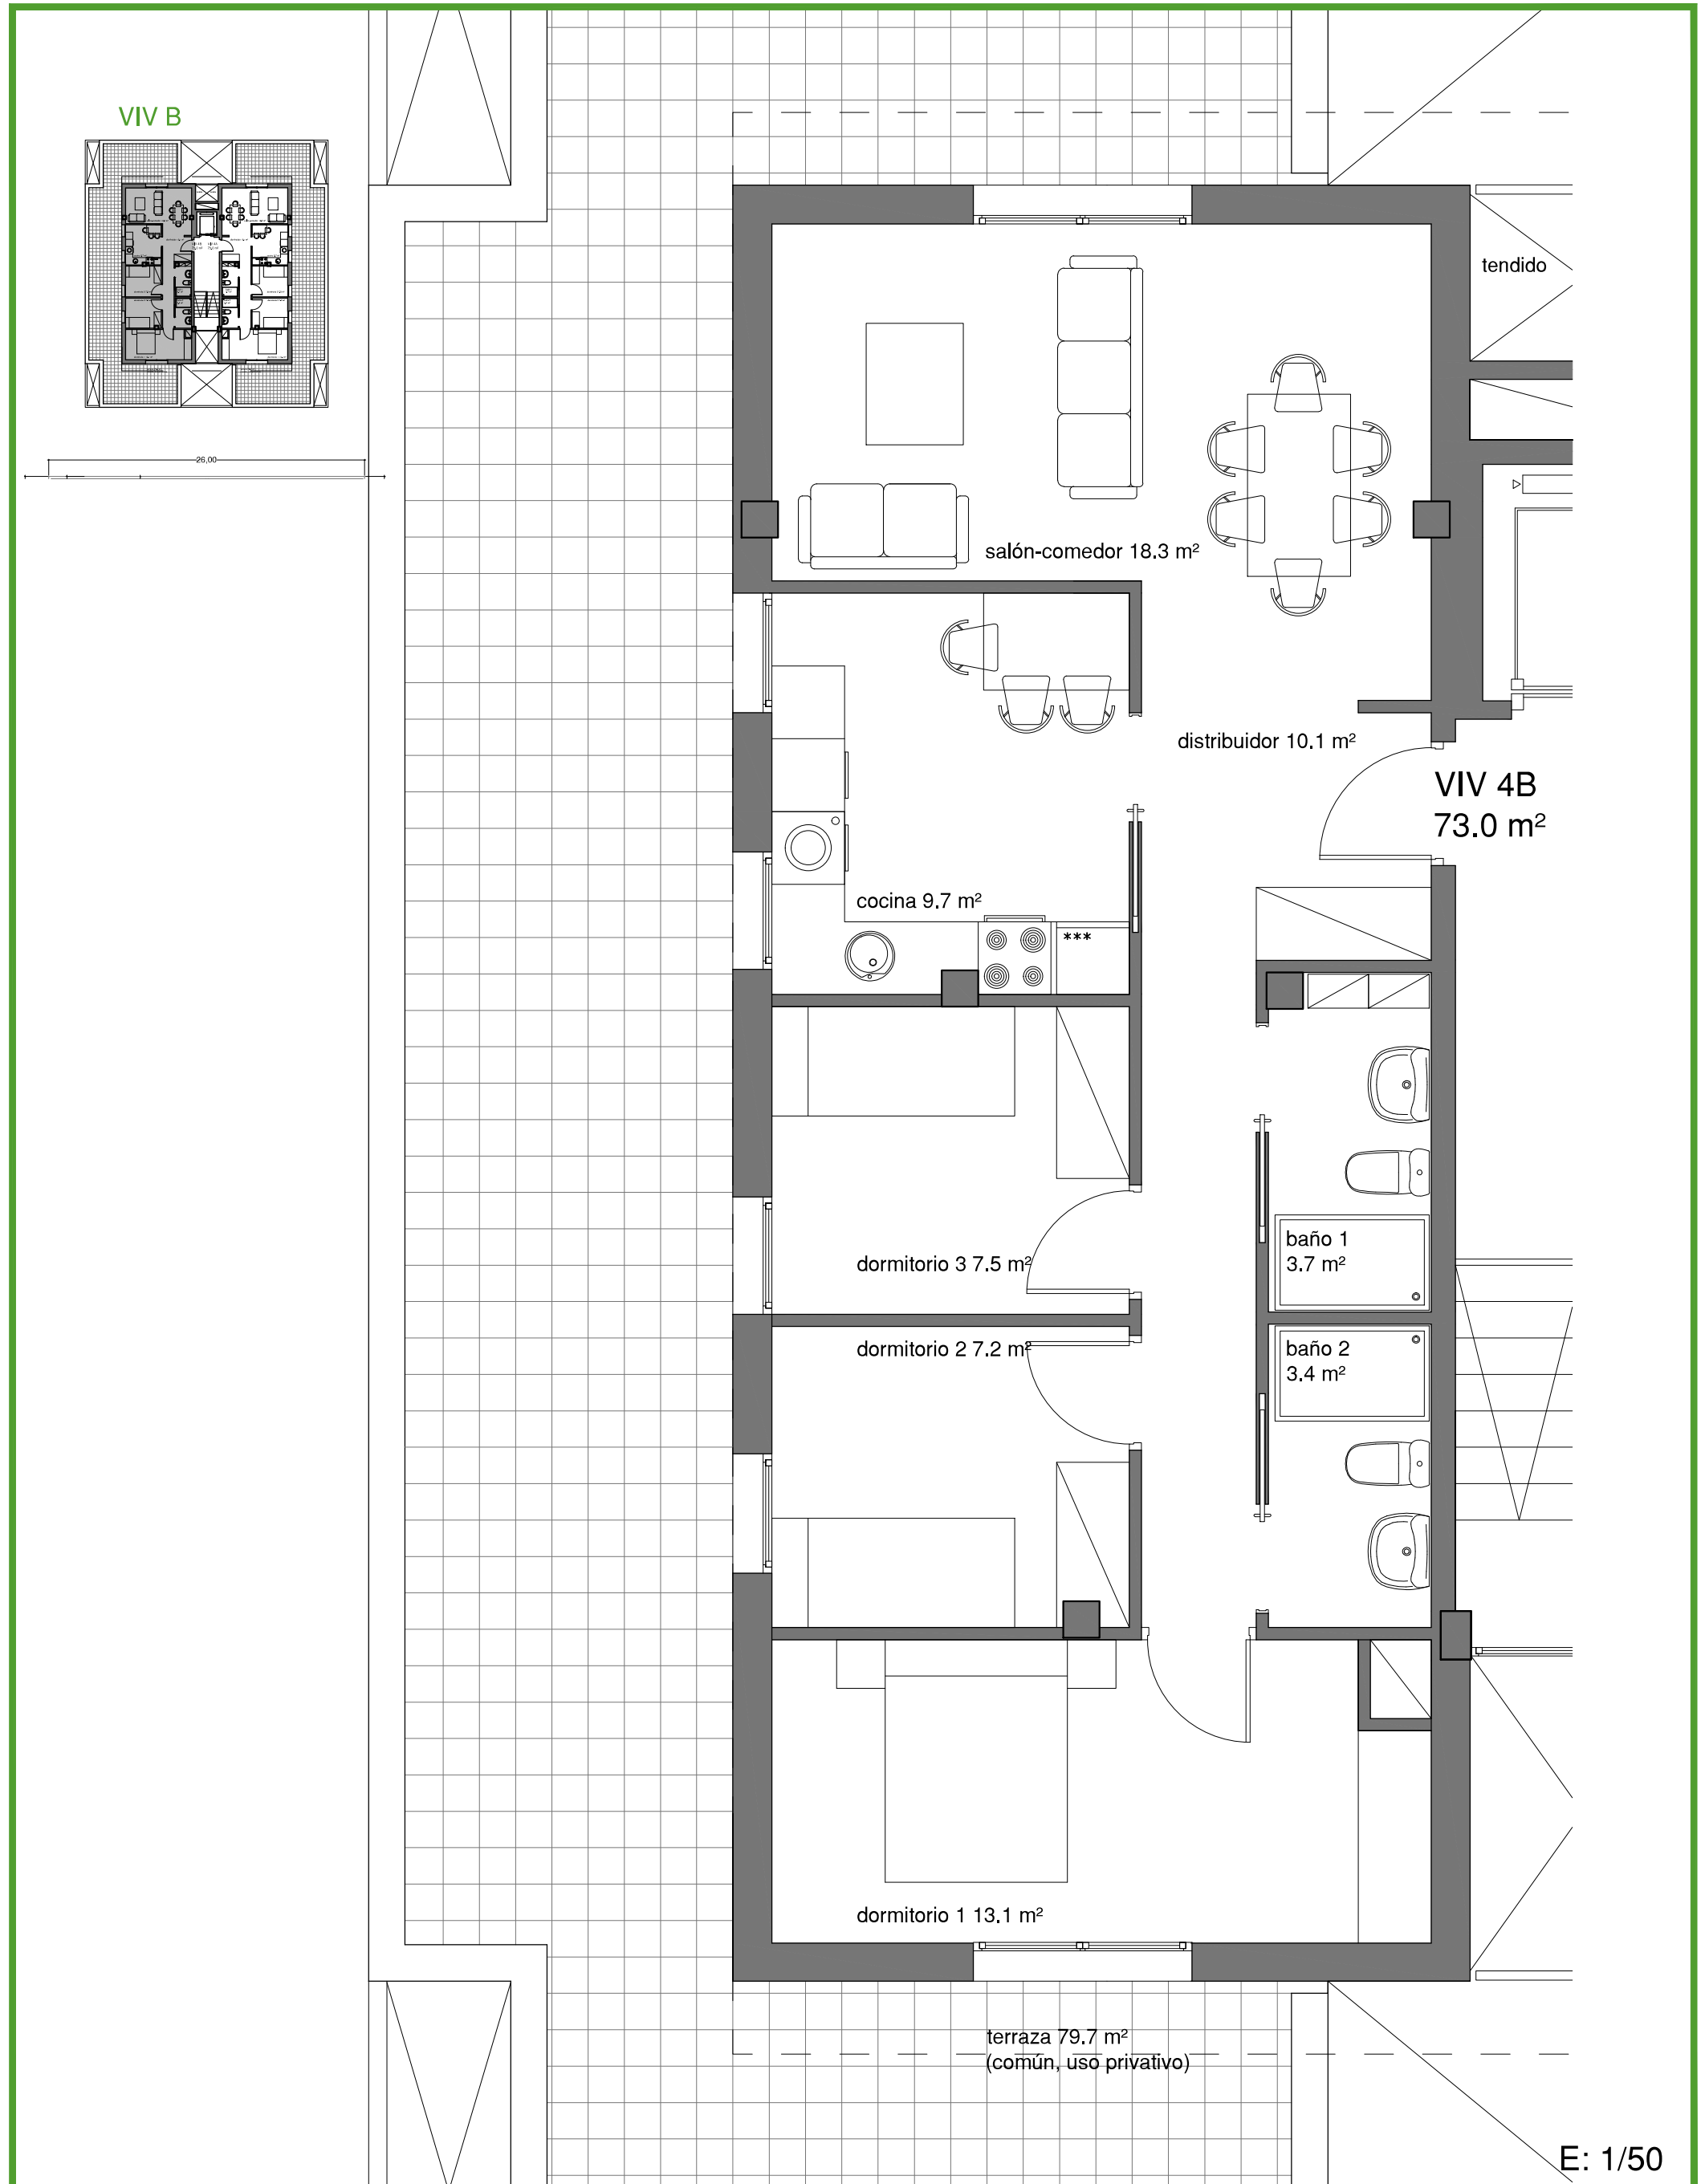 VIV B
26,00
tendido
salón-comedor 18.3 m²
distribuidor 10.1 m²
VIV 4B
73.0 m²
cocina 9.7 m²
***
baño 1
3.7 m²
dormitorio 3 7.5 m²
dormitorio 2 7.2 m²
baño 2
3.4 m²
dormitorio 1 13.1 m²
terraza 79.7 m²
(común, uso privativo)
E: 1/50